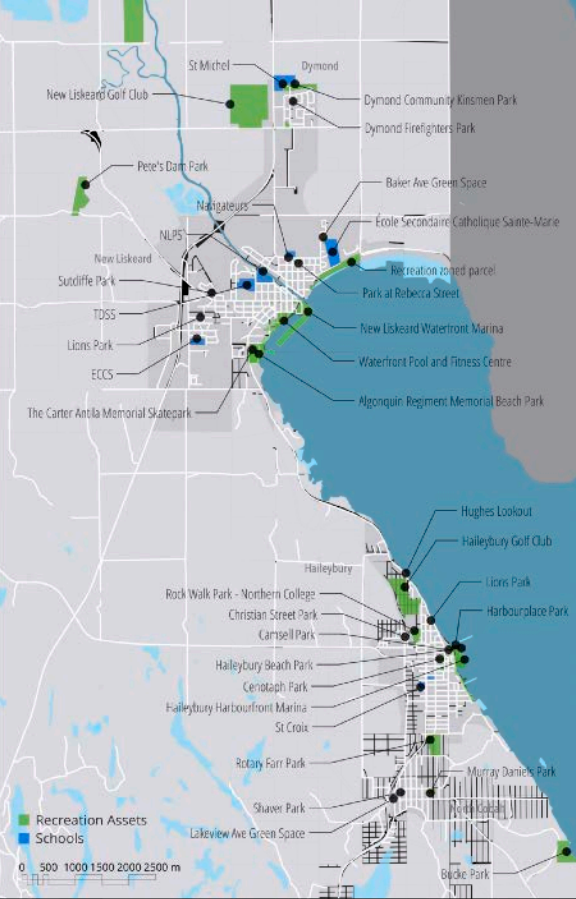 St Michel
Dymond
New Liskeard Golf Club
Dymond Community Kinsmen Park
Dymond Firefighters Park
Pete's Dam Park
Baker Ave Green Space
Navigateurs
École Secondaire Catholique Sainte-Marie
NLPS
New Liskeard
Recreation zoned parcel
Sutcliffe Park
Park at Rebecca Street
TDSS
New Liskeard Waterfront Marina
Lions Park
Waterfront Pool and Fitness Centre
ECCS
Algonquin Regiment Memorial Beach Park
The Carter Antila Memorial Skatepark
Hughes Lookout
Haileybury Golf Club
Haileybury
Lions Park
Rock Walk Park - Northern College
Harbourplace Park
Christian Street Park
Camsell Park
Haileybury Beach Park
Cenotaph Park
Haileybury Harbourfront Marina
St Croix
Rotary Farr Park
Murray Daniels Park
Shaver Park
North Cobalt
Recreation Assets
Lakeview Ave Green Space
Schools
0 500 1000 1500 2000 2500 m
Bucke Park